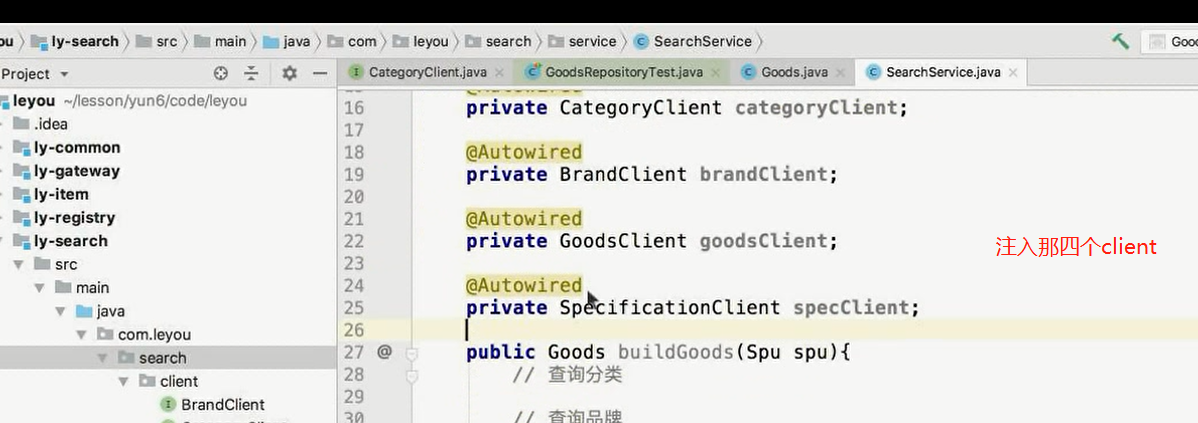 ou ly-search src main java com leyou search service SearchService Good
Project
CategoryClient.java GoodsRepositoryTest.java Goods.java SearchService.java
leyou ~/lesson/yun6/code/leyou
.idea
ly-common
ly-gateway
ly-item
ly-registry
ly-search
src
main
java
com.leyou
search
client
BrandClient
@Autowired
16 private CategoryClient categoryClient;
17
18 @Autowired
19 private BrandClient brandClient;
20
21 @Autowired
22 private GoodsClient goodsClient;
23
24 @Autowired
25 private SpecificationClient specClient;
26
27 @ public Goods buildGoods(Spu spu){
28 // 查询分类
29
30 // 查询品牌
注入那四个client